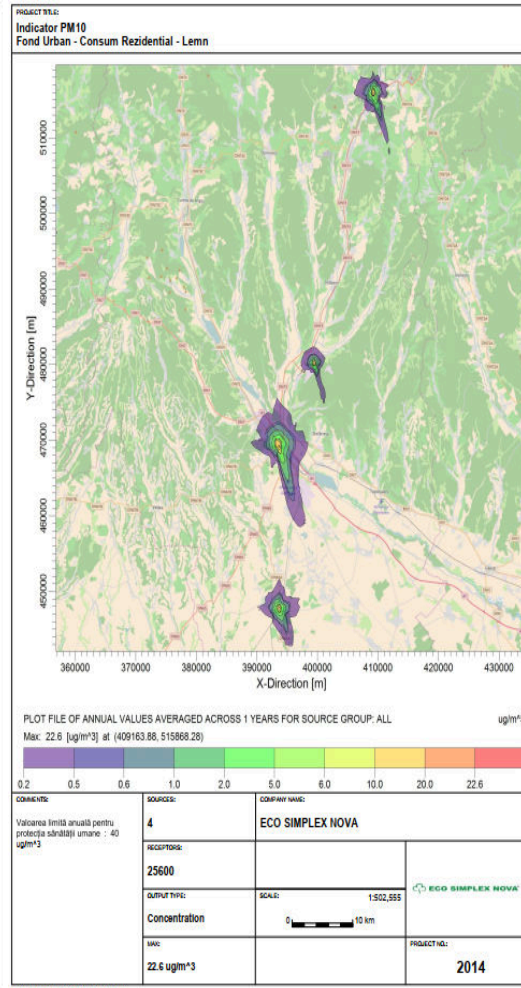 PROJECT TITLE:
Indicator PM10
Fond Urban - Consum Rezidential - Lemn
Y-Direction [m]
510000
500000
490000
480000
470000
460000
450000
360000 370000 380000 390000 400000 410000 420000 430000
X-Direction [m]
PLOT FILE OF ANNUAL VALUES AVERAGED ACROSS 1 YEARS FOR SOURCE GROUP: ALL
ug/m^3
Max: 22.6 [ug/m^3] at (409163.88, 515868.28)
0.2 0.5 0.6 1.0 2.0 5.0 6.0 10.0 20.0 22.6
COMMENTS:
Valoarea limită anuală pentru
protecția sănătății umane : 40
ug/m^3
SOURCES:
4
COMPANY NAME:
ECO SIMPLEX NOVA
RECEPTORS:
25600
OUTPUT TYPE:
Concentration
SCALE:
1:502,555
0 10 km
ECO SIMPLEX NOVA
MAX:
22.6 ug/m^3
PROJECT NO.:
2014